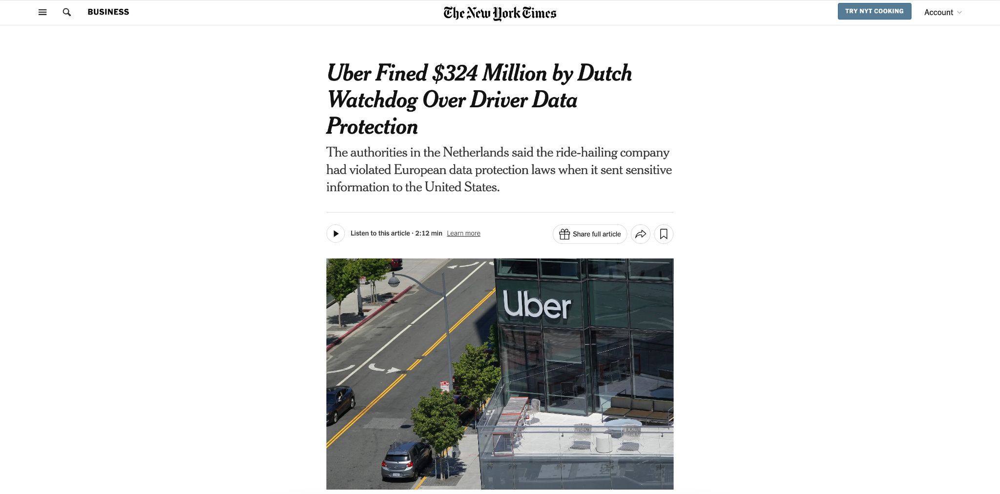 BUSINESS
The New York Times
TRY NYT COOKING
Account
Uber Fined $324 Million by Dutch
Watchdog Over Driver Data
Protection
The authorities in the Netherlands said the ride-hailing company
had violated European data protection laws when it sent sensitive
information to the United States.
Listen to this article · 2:12 min Learn more
Share full article
Uber